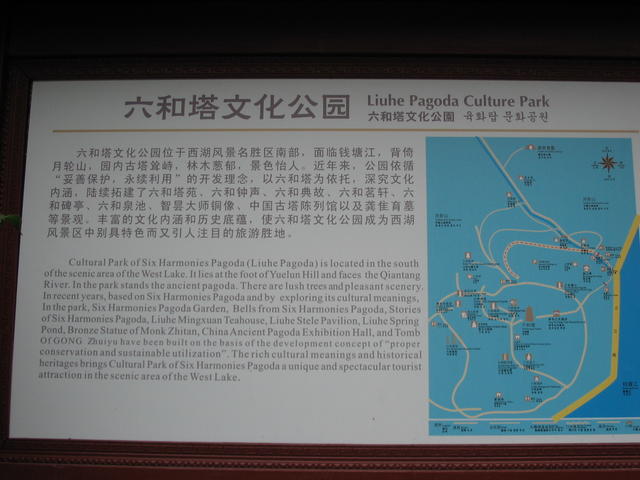 六和塔文化公园
Liuhe Pagoda Culture Park
六和塔文化公園 육화탑 문화공원
六和塔文化公园位于西湖风景名胜区南部，面临钱塘江，背倚
月轮山，园内古塔耸峙，林木葱郁，景色怡人。近年来，公园依循
“妥善保护，永续利用”的开发理念，以六和塔为依托，深究文化
内涵，陆续拓建了六和塔苑、六和钟声、六和典故、六和茗轩、六
和碑亭、六和泉池、智昙大师铜像、中国古塔陈列馆以及龚隹育墓
等景观。丰富的文化内涵和历史底蕴，使六和塔文化公园成为西湖
风景区中别具特色而又引人注目的旅游胜地。
Cultural Park of Six Harmonies Pagoda (Liuhe Pagoda) is located in the south
of the scenic area of the West Lake. It lies at the foot of Yuelun Hill and faces the Qiantang
River. In the park stands the ancient pagoda. There are lush trees and pleasant scenery.
In recent years, based on Six Harmonies Pagoda and by exploring its cultural meanings,
In the park, Six Harmonies Pagoda Garden, Bells from Six Harmonies Pagoda, Stories
of Six Harmonies Pagoda, Liuhe Mingxuan Teahouse, Liuhe Stele Pavilion, Liuhe Spring
Pond, Bronze Statue of Monk Zhitan, China Ancient Pagoda Exhibition Hall, and Tomb
Of GONG Zhuiyu have been built on the basis of the development concept of “proper
conservation and sustainable utilization”. The rich cultural meanings and historical
heritages brings Cultural Park of Six Harmonies Pagoda a unique and spectacular tourist
attraction in the scenic area of the West Lake.